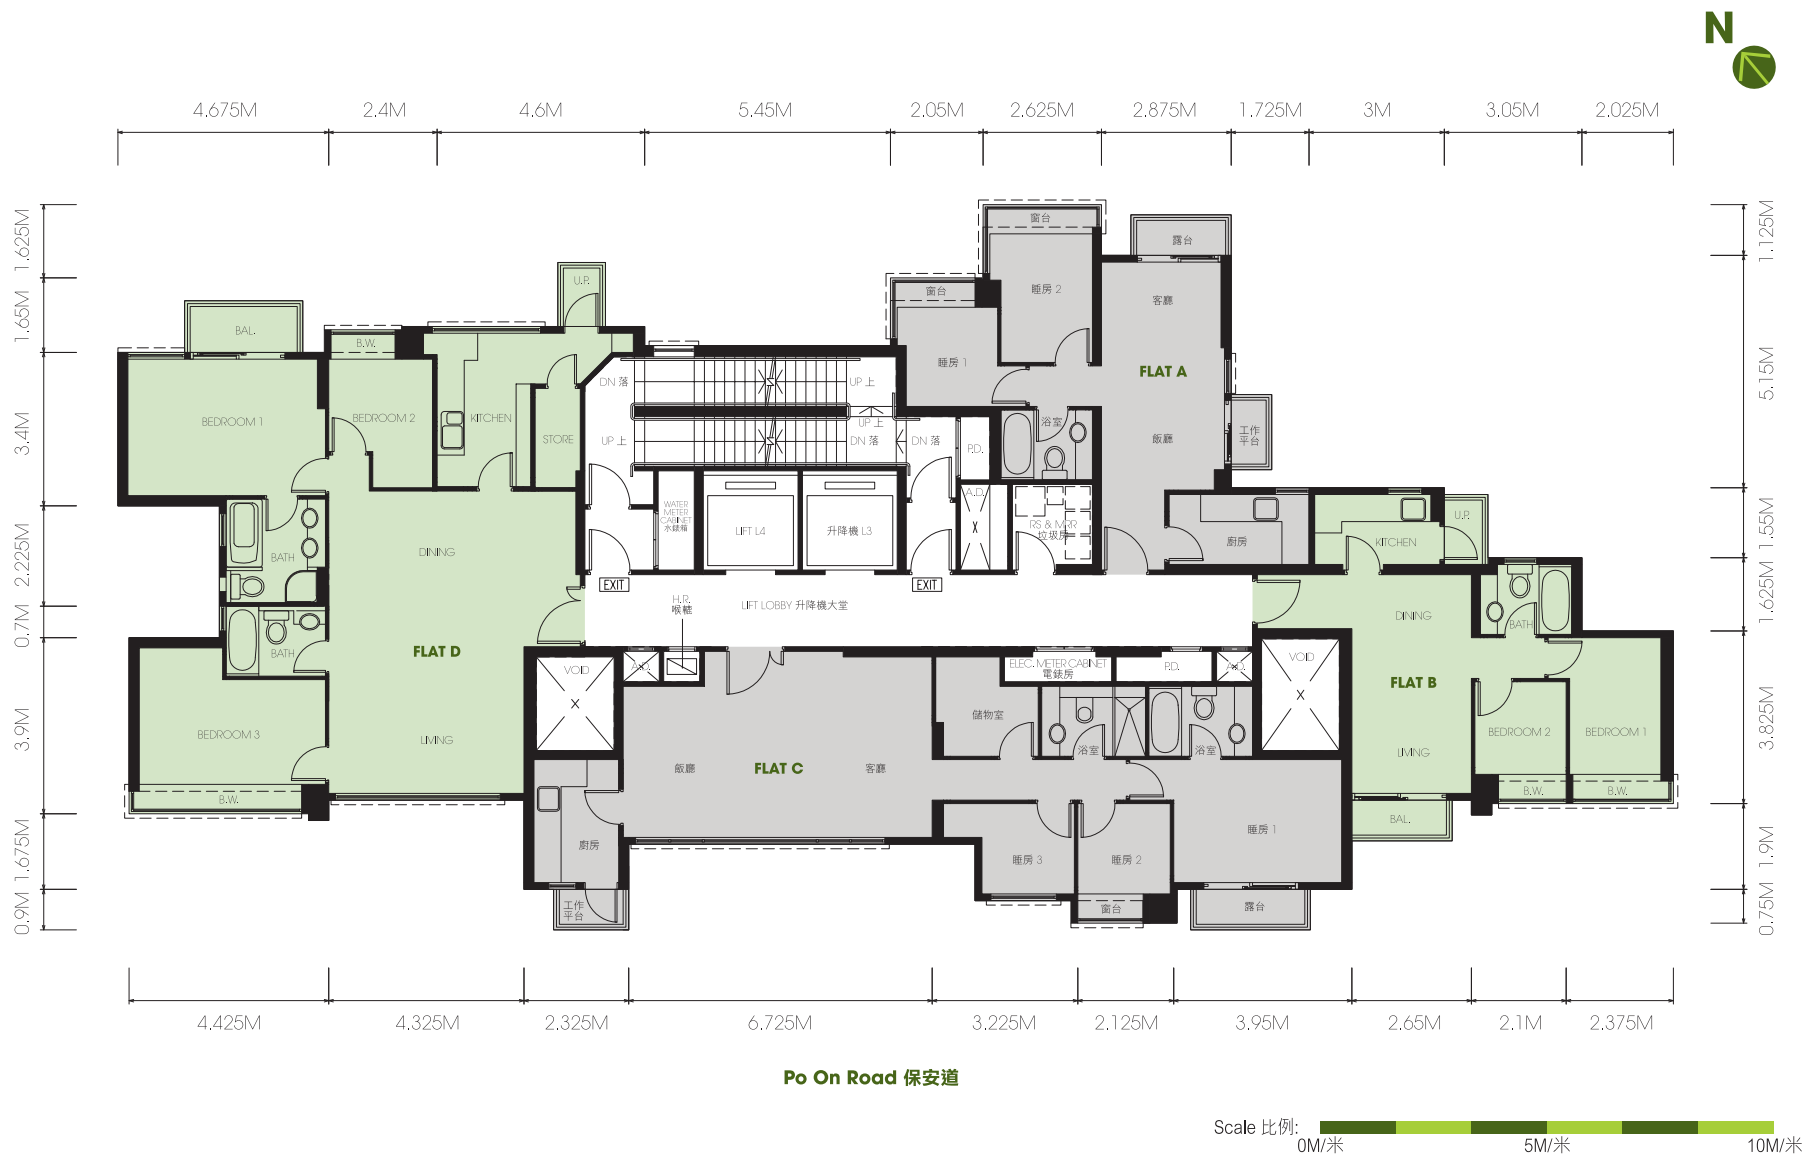 N
4.675M 2.4M 4.6M 5.45M 2.05M 2.625M 2.875M 1.725M 3M 3.05M 2.025M
1.625M
1.65M
3.4M
2.225M
0.7M
3.9M
1.675M
0.9M
1.125M
5.15M
1.55M
1.625M
3.825M
1.9M
0.75M
窗台
露台
U.P.
睡房 2
窗台
客廳
BAL.
B.W.
睡房 1
FLAT A
DN 落
UP 上
BEDROOM 1
BEDROOM 2
KITCHEN
STORE
UP 上
UP 上
DN 落
DN 落
P.D.
浴室
飯廳
工作
平台
WATER
METER
CABINET
水錶箱
LIFT L4
升降機 L3
A.D.
X
RS & MRR
垃圾房
廚房
KITCHEN
U.P.
BATH
DINING
EXIT
EXIT
H.R.
喉轆
LIFT LOBBY 升降機大堂
DINING
BATH
BATH
FLAT D
VOID
X
A.D.
ELEC. METER CABINET
電錶房
P.D.
A.D.
X
VOID
X
FLAT B
BEDROOM 3
LIVING
儲物室
浴室
浴室
LIVING
BEDROOM 2
BEDROOM 1
飯廳
FLAT C
客廳
B.W.
B.W.
B.W.
BAL.
廚房
睡房 3
睡房 2
睡房 1
工作
平台
窗台
露台
4.425M 4.325M 2.325M 6.725M 3.225M 2.125M 3.95M 2.65M 2.1M 2.375M
Po On Road 保安道
Scale 比例:
0M/米 5M/米 10M/米